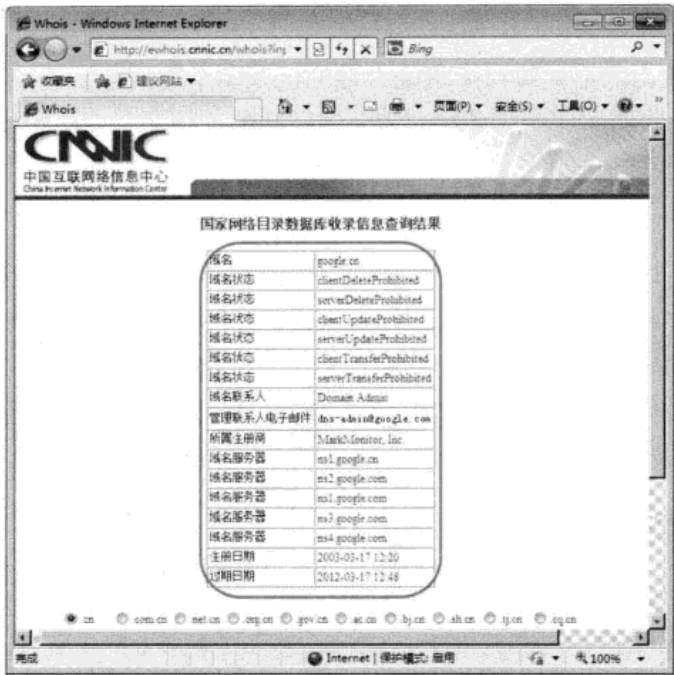 Whois - Windows Internet Explorer
http://ewhois.cnnic.cn/whois?inp
Bing
收藏夹 建议网站
Whois 页面(P) 安全(S) 工具(O)
CNNIC
中国互联网络信息中心
China Internet Network Information Center
国家网络目录数据库收录信息查询结果
域名 google.cn
域名状态 clientDeleteProhibited
域名状态 serverDeleteProhibited
域名状态 clientUpdateProhibited
域名状态 serverUpdateProhibited
域名状态 clientTransferProhibited
域名状态 serverTransferProhibited
域名联系人 Domain Admin
管理联系人电子邮件 dns-admin@google.com
所属注册商 MarkMonitor, Inc.
域名服务器 ns1.google.cn
域名服务器 ns2.google.com
域名服务器 ns1.google.com
域名服务器 ns3.google.com
域名服务器 ns4.google.com
注册日期 2003-03-17 12:20
过期日期 2012-03-17 12:48
.cn .com.cn .net.cn .org.cn .gov.cn .ac.cn .bj.cn .sh.cn .tj.cn .cq.cn
完成 Internet | 保护模式: 启用 100%